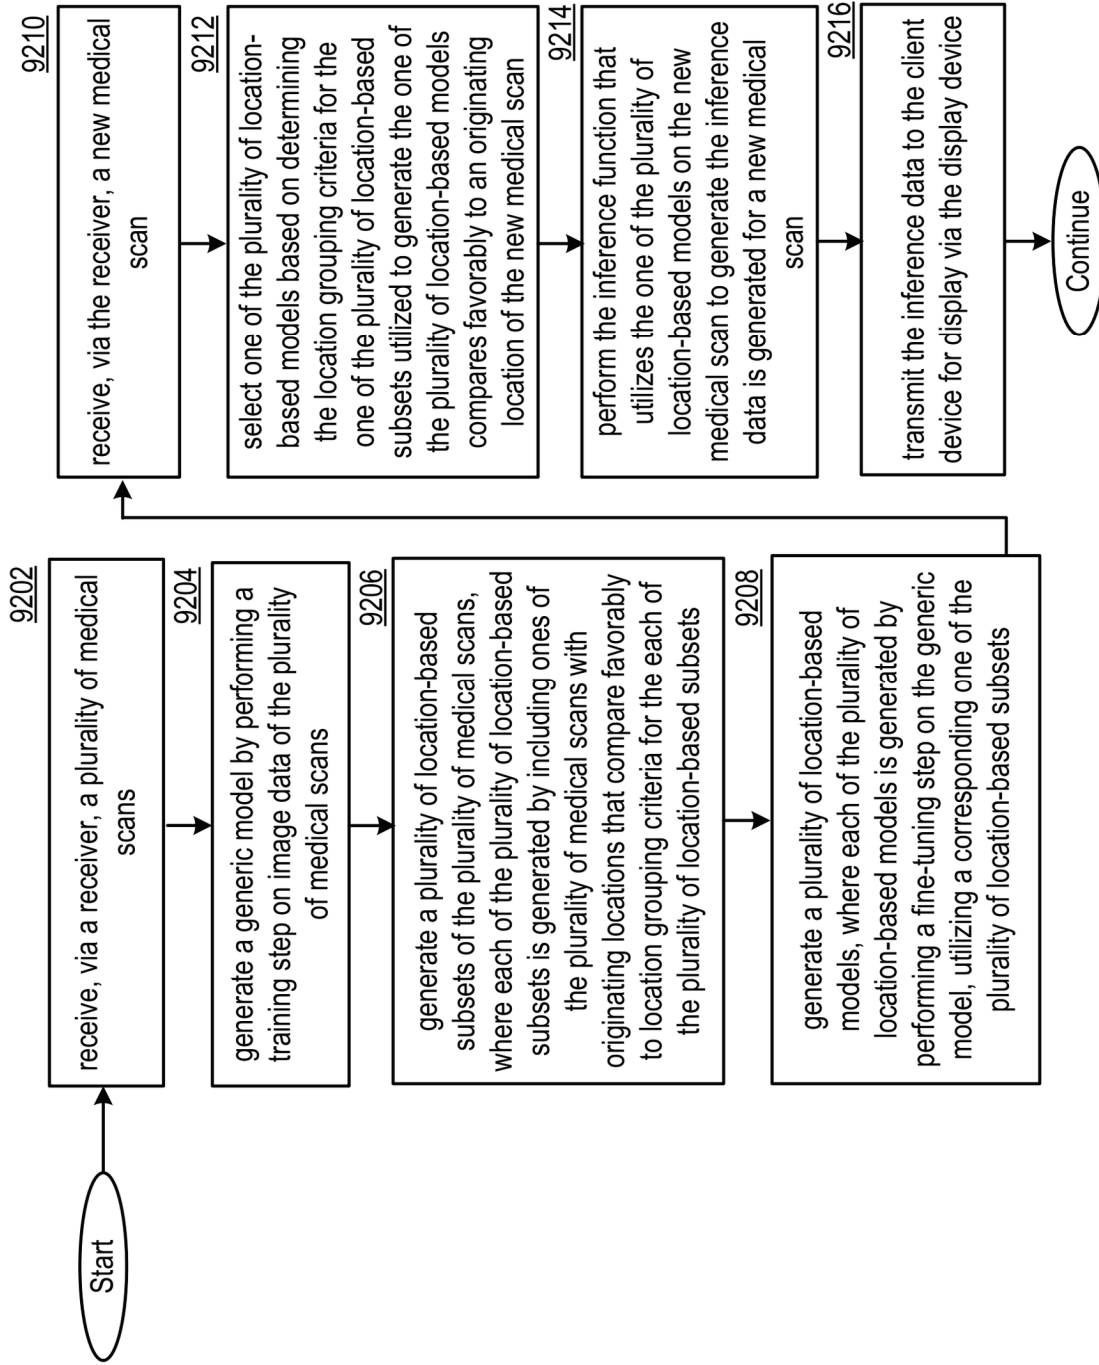 Start
9202
receive, via a receiver, a plurality of medical
scans
9204
generate a generic model by performing a
training step on image data of the plurality
of medical scans
9206
generate a plurality of location-based
subsets of the plurality of medical scans,
where each of the plurality of location-based
subsets is generated by including ones of
the plurality of medical scans with
originating locations that compare favorably
to location grouping criteria for the each of
the plurality of location-based subsets
9208
generate a plurality of location-based
models, where each of the plurality of
location-based models is generated by
performing a fine-tuning step on the generic
model, utilizing a corresponding one of the
plurality of location-based subsets
9210
receive, via the receiver, a new medical
scan
9212
select one of the plurality of location-
based models based on determining
the location grouping criteria for the
one of the plurality of location-based
subsets utilized to generate the one of
the plurality of location-based models
compares favorably to an originating
location of the new medical scan
9214
perform the inference function that
utilizes the one of the plurality of
location-based models on the new
medical scan to generate the inference
data is generated for a new medical
scan
9216
transmit the inference data to the client
device for display via the display device
Continue